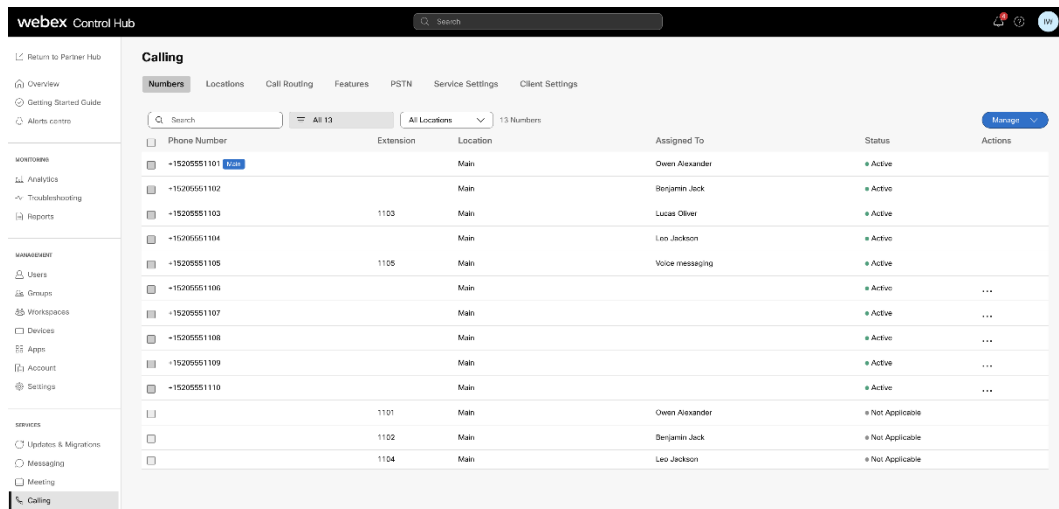 webex Control Hub
Search
4
IW
Return to Partner Hub
Overview
Getting Started Guide
Alerts centre
MONITORING
Analytics
Troubleshooting
Reports
MANAGEMENT
Users
Groups
Workspaces
Devices
Apps
Account
Settings
SERVICES
Updates & Migrations
Messaging
Meeting
Calling
Calling
Numbers Locations Call Routing Features PSTN Service Settings Client Settings
Search All 13 All Locations 13 Numbers Manage
Phone Number Extension Location Assigned To Status Actions
+15205551101 Main Main Owen Alexander Active
+15205551102 Main Benjamin Jack Active
+15205551103 1103 Main Lucas Oliver Active
+15205551104 Main Leo Jackson Active
+15205551105 1105 Main Voice messaging Active
+15205551106 Main Active ...
+15205551107 Main Active ...
+15205551108 Main Active ...
+15205551109 Main Active ...
+15205551110 Main Active ...
1101 Main Owen Alexander Not Applicable
1102 Main Benjamin Jack Not Applicable
1104 Main Leo Jackson Not Applicable